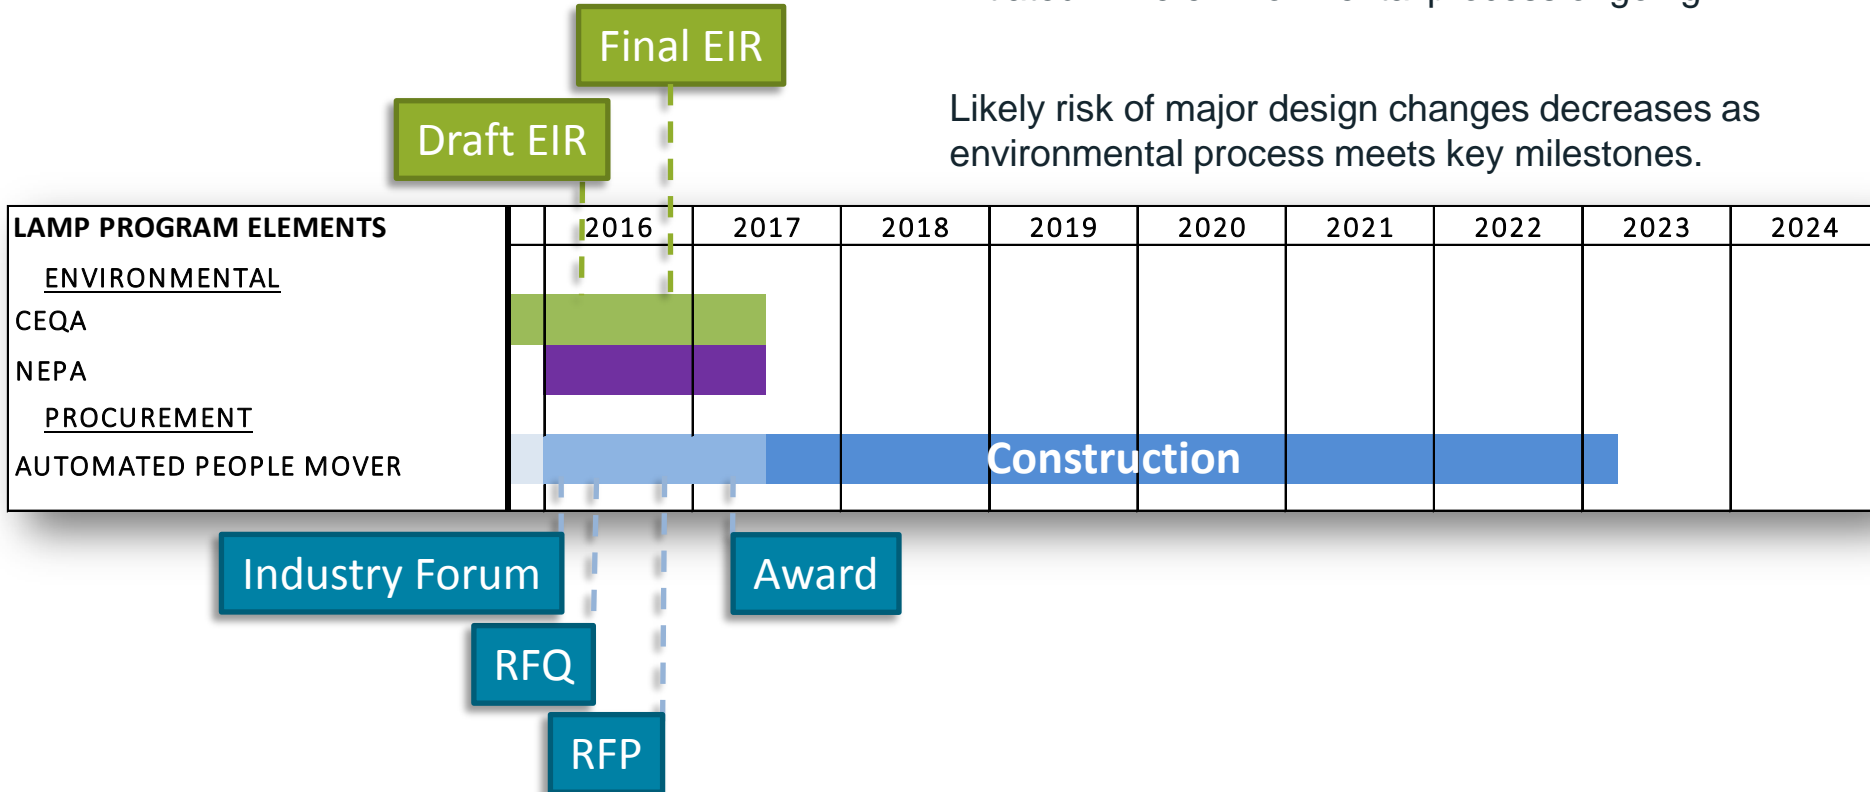 Final EIR
Draft EIR
Likely risk of major design changes decreases as
environmental process meets key milestones.
LAMP PROGRAM ELEMENTS 2016 2017 2018 2019 2020 2021 2022 2023 2024
ENVIRONMENTAL
CEQA
NEPA
PROCUREMENT
AUTOMATED PEOPLE MOVER Construction
Industry Forum Award
RFQ
RFP